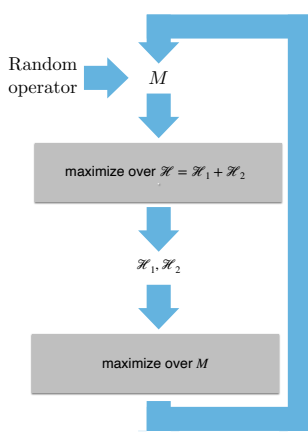 Random
operator
M
maximize over ℋ = ℋ₁ + ℋ₂
ℋ₁, ℋ₂
maximize over M